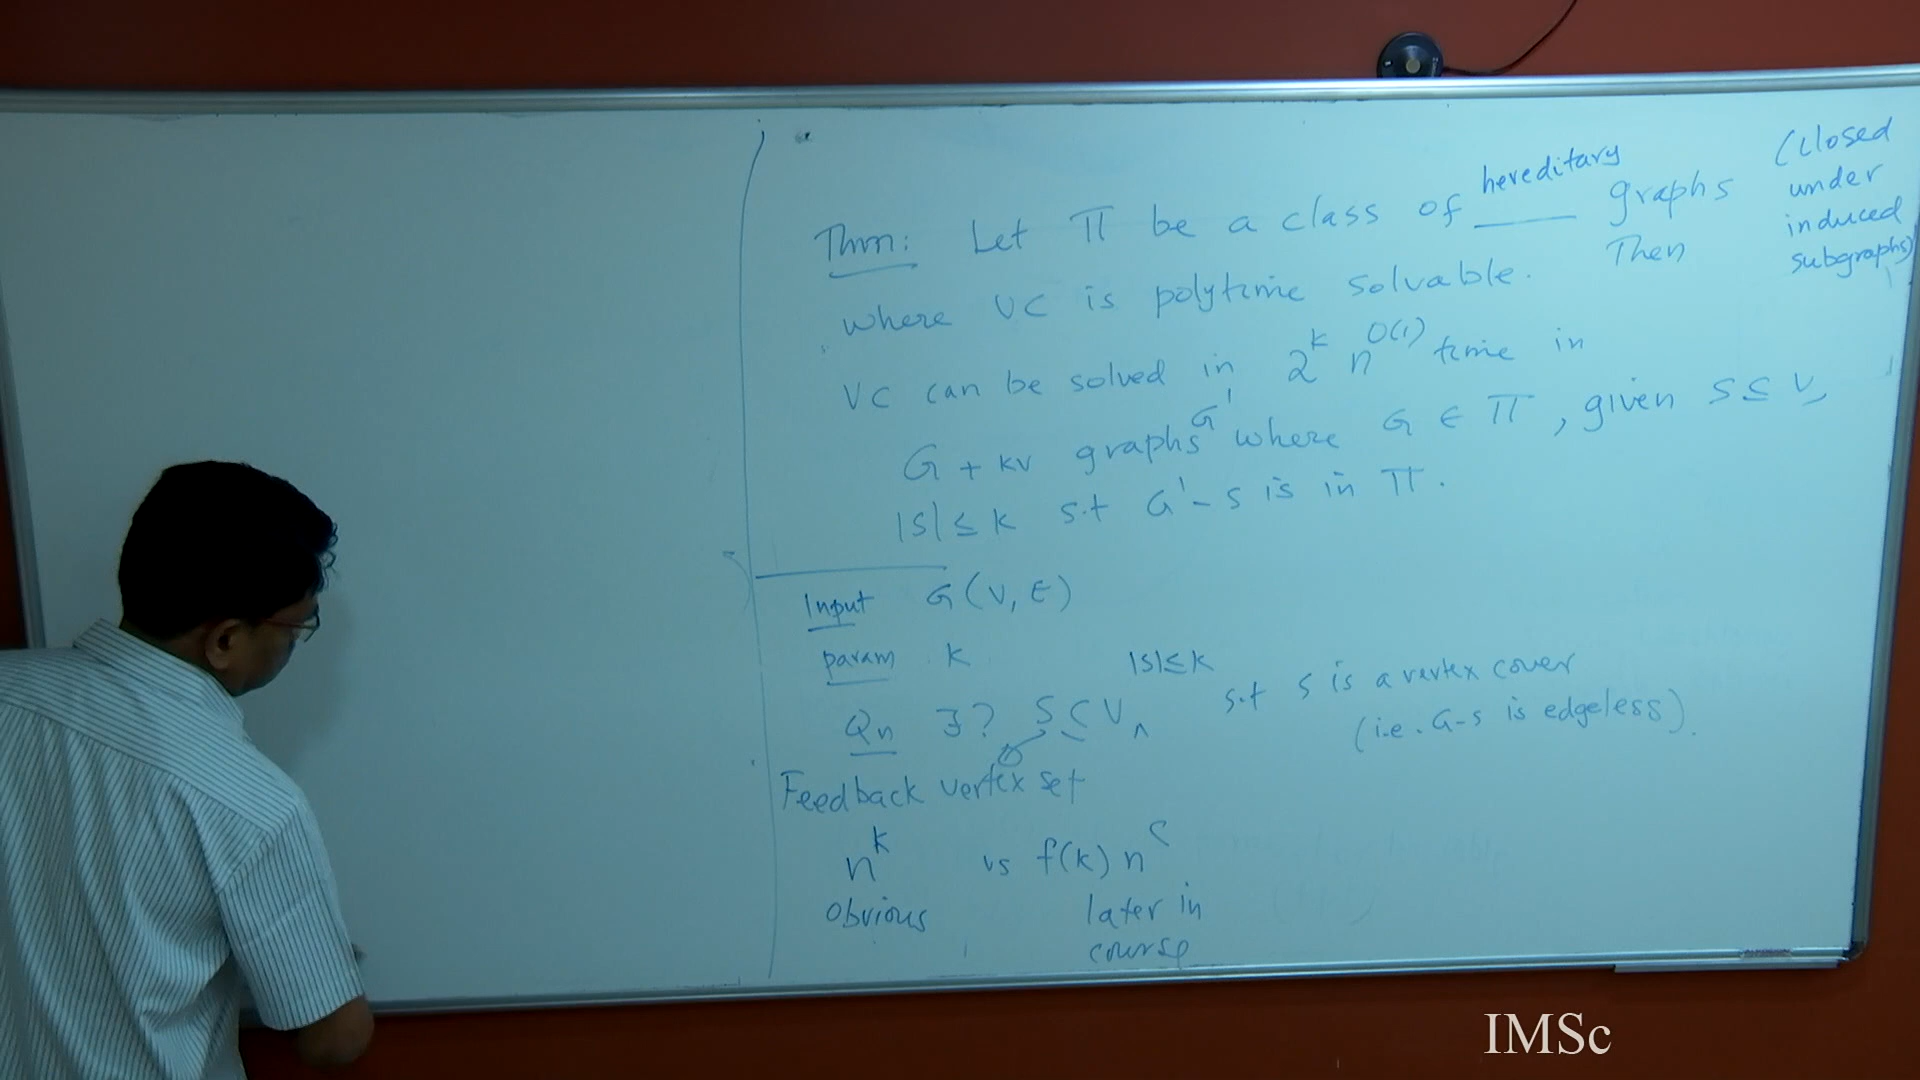 hereditary
Thm: Let Π be a class of ___ graphs (closed under induced subgraphs)
where VC is polytime solvable. Then
VC can be solved in 2^k n^O(1) time in
G + kv graphs G' where G ∈ Π, given S ⊆ V,
|S| ≤ k s.t G' - S is in Π.
Input G(V, E)
param k
Qn ∃? S ⊆ V ∧ |S| ≤ k s.t S is a vertex cover
(i.e. G-S is edgeless).
Feedback vertex set
n^k vs f(k) n^c
obvious later in course
IMSc